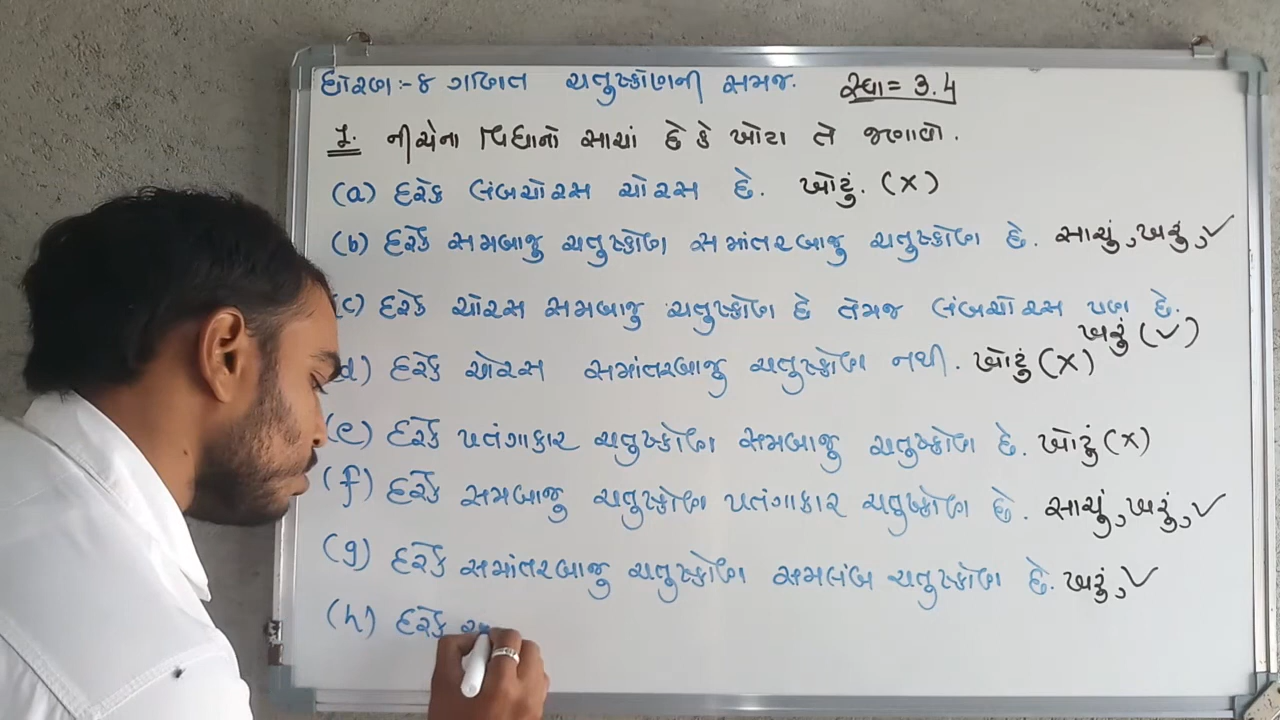 ધોરણ:-૪ ગણિત ચતુષ્કોણની સમજ. સ્વા = 3.4
1. નીચેના વિધાનો સાચાં છે કે ખોટા તે જણાવો.
(a) દરેક લંબચોરસ ચોરસ છે. ખોટું. (X)
(b) દરેક સમબાજુ ચતુષ્કોણ સમાંતરબાજુ ચતુષ્કોણ છે. સાચું, ખરું, ✓
(c) દરેક ચોરસ સમબાજુ ચતુષ્કોણ છે તેમજ લંબચોરસ પણ છે.
ખરું (✓)
(d) દરેક ચોરસ સમાંતરબાજુ ચતુષ્કોણ નથી. ખોટું (X)
(e) દરેક પતંગાકાર ચતુષ્કોણ સમબાજુ ચતુષ્કોણ છે. ખોટું (X)
(f) દરેક સમબાજુ ચતુષ્કોણ પતંગાકાર ચતુષ્કોણ છે. સાચું, ખરું, ✓
(g) દરેક સમાંતરબાજુ ચતુષ્કોણ સમલંબ ચતુષ્કોણ છે. ખરું, ✓
(h) દરેક